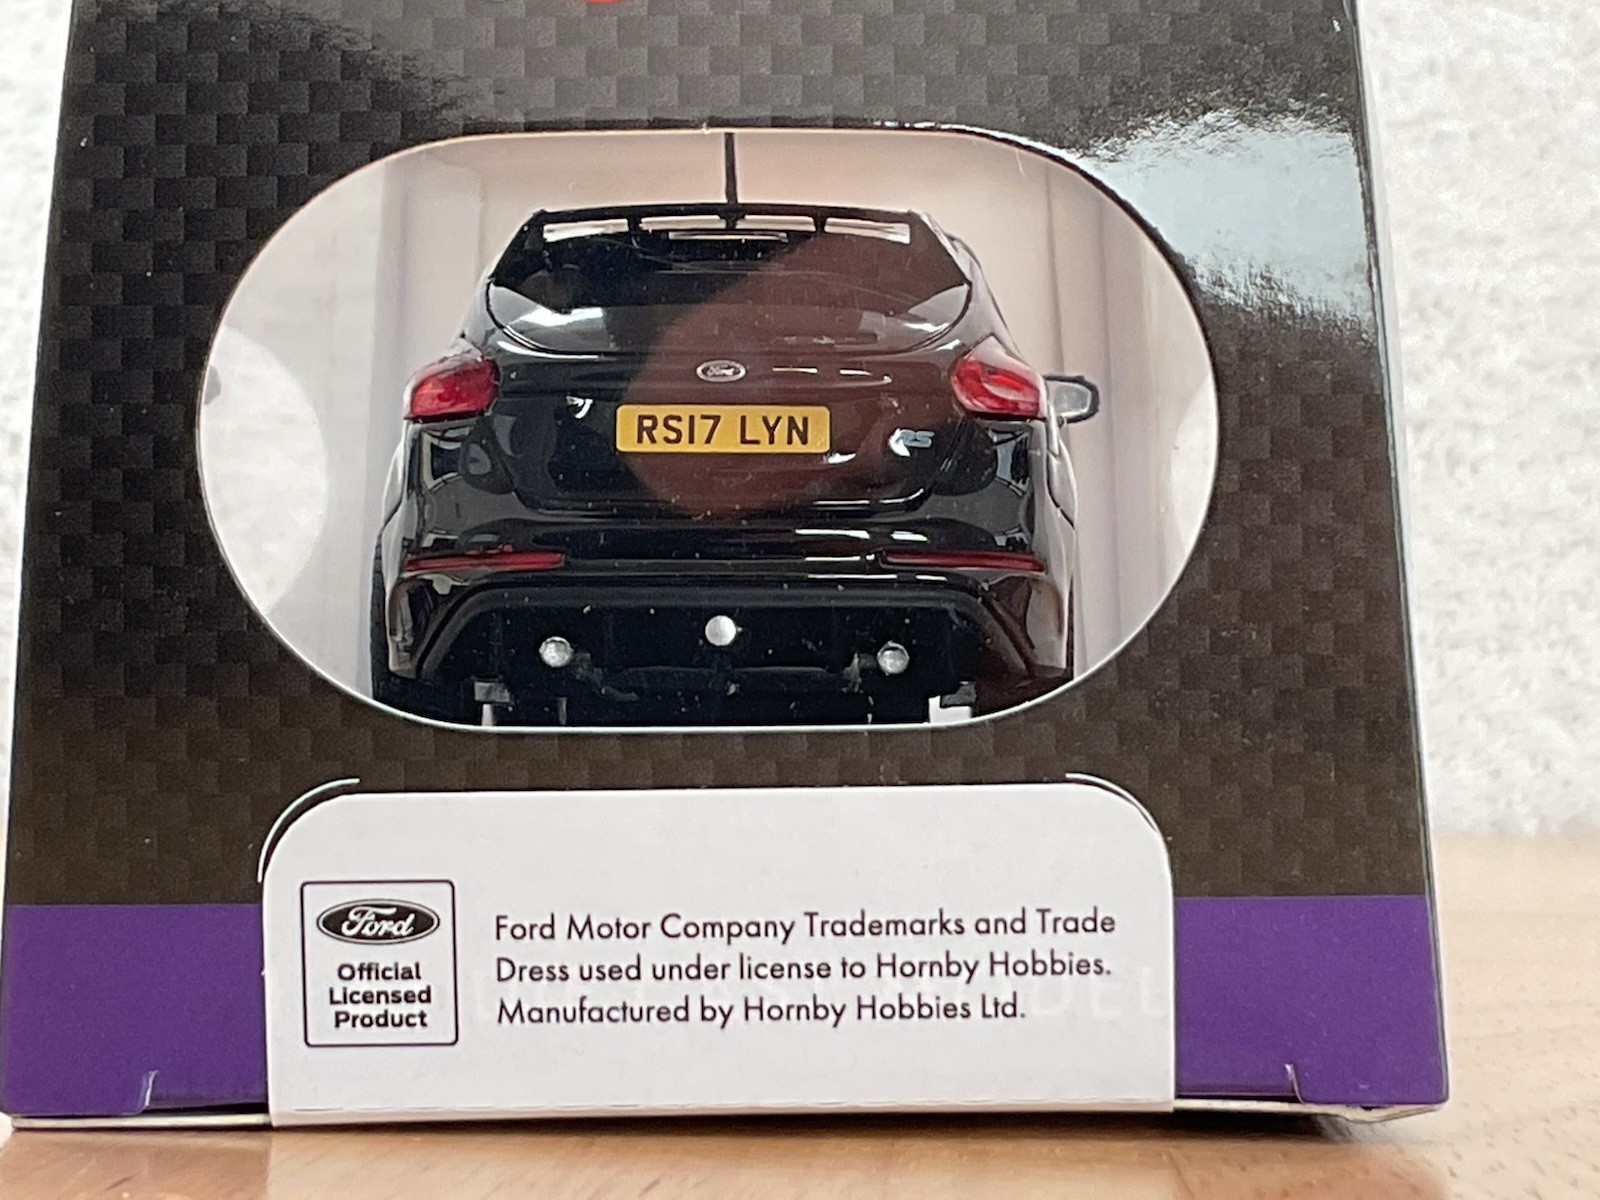 Ford
RS17 LYN
RS
Ford
Official
Licensed
Product
Ford Motor Company Trademarks and Trade
Dress used under license to Hornby Hobbies.
Manufactured by Hornby Hobbies Ltd.